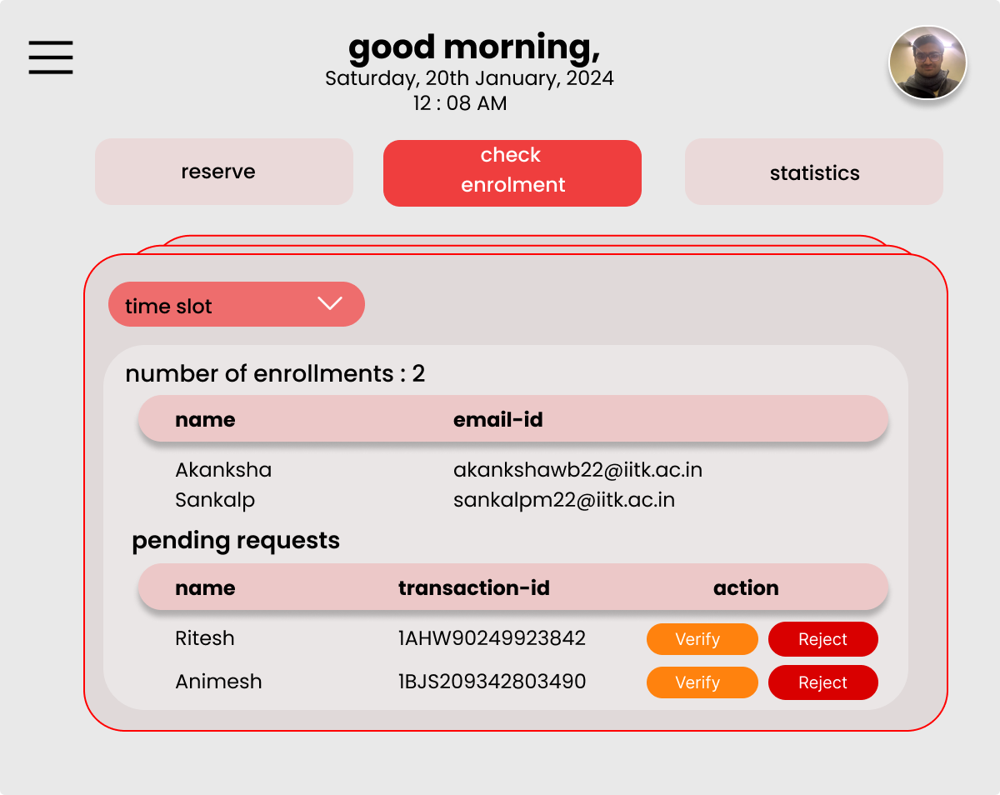 good morning,
Saturday, 20th January, 2024
12 : 08 AM
reserve
check
enrolment
statistics
time slot
number of enrollments : 2
name email-id
Akanksha akankshawb22@iitk.ac.in
Sankalp sankalpm22@iitk.ac.in
pending requests
name transaction-id action
Ritesh 1AHW90249923842 Verify Reject
Animesh 1BJS209342803490 Verify Reject